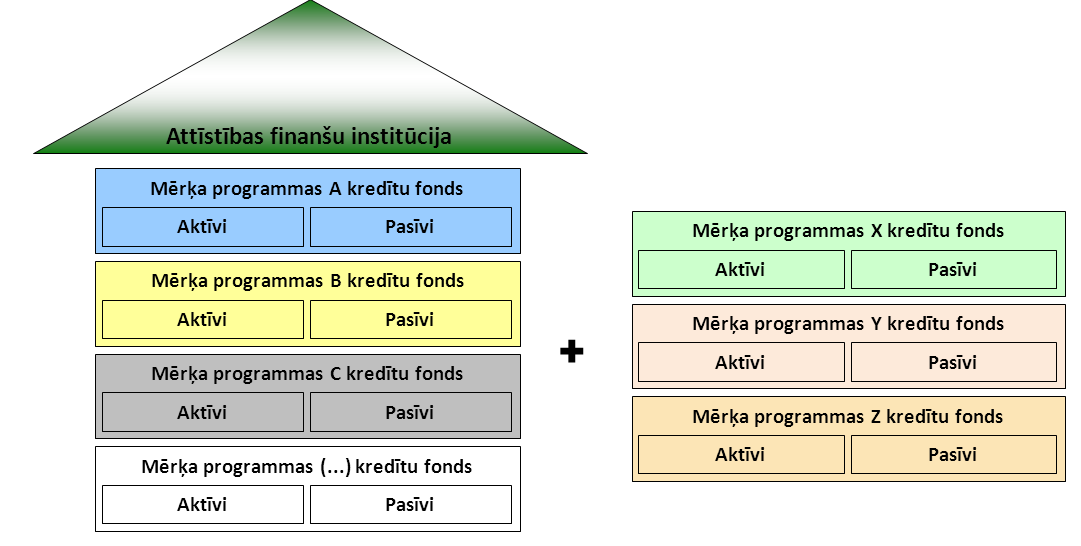 Attīstības finanšu institūcija
Mērķa programmas A kredītu fonds
Aktīvi
Pasīvi
Mērķa programmas B kredītu fonds
Aktīvi
Pasīvi
Mērķa programmas C kredītu fonds
Aktīvi
Pasīvi
Mērķa programmas (...) kredītu fonds
Aktīvi
Pasīvi
+
Mērķa programmas X kredītu fonds
Aktīvi
Pasīvi
Mērķa programmas Y kredītu fonds
Aktīvi
Pasīvi
Mērķa programmas Z kredītu fonds
Aktīvi
Pasīvi